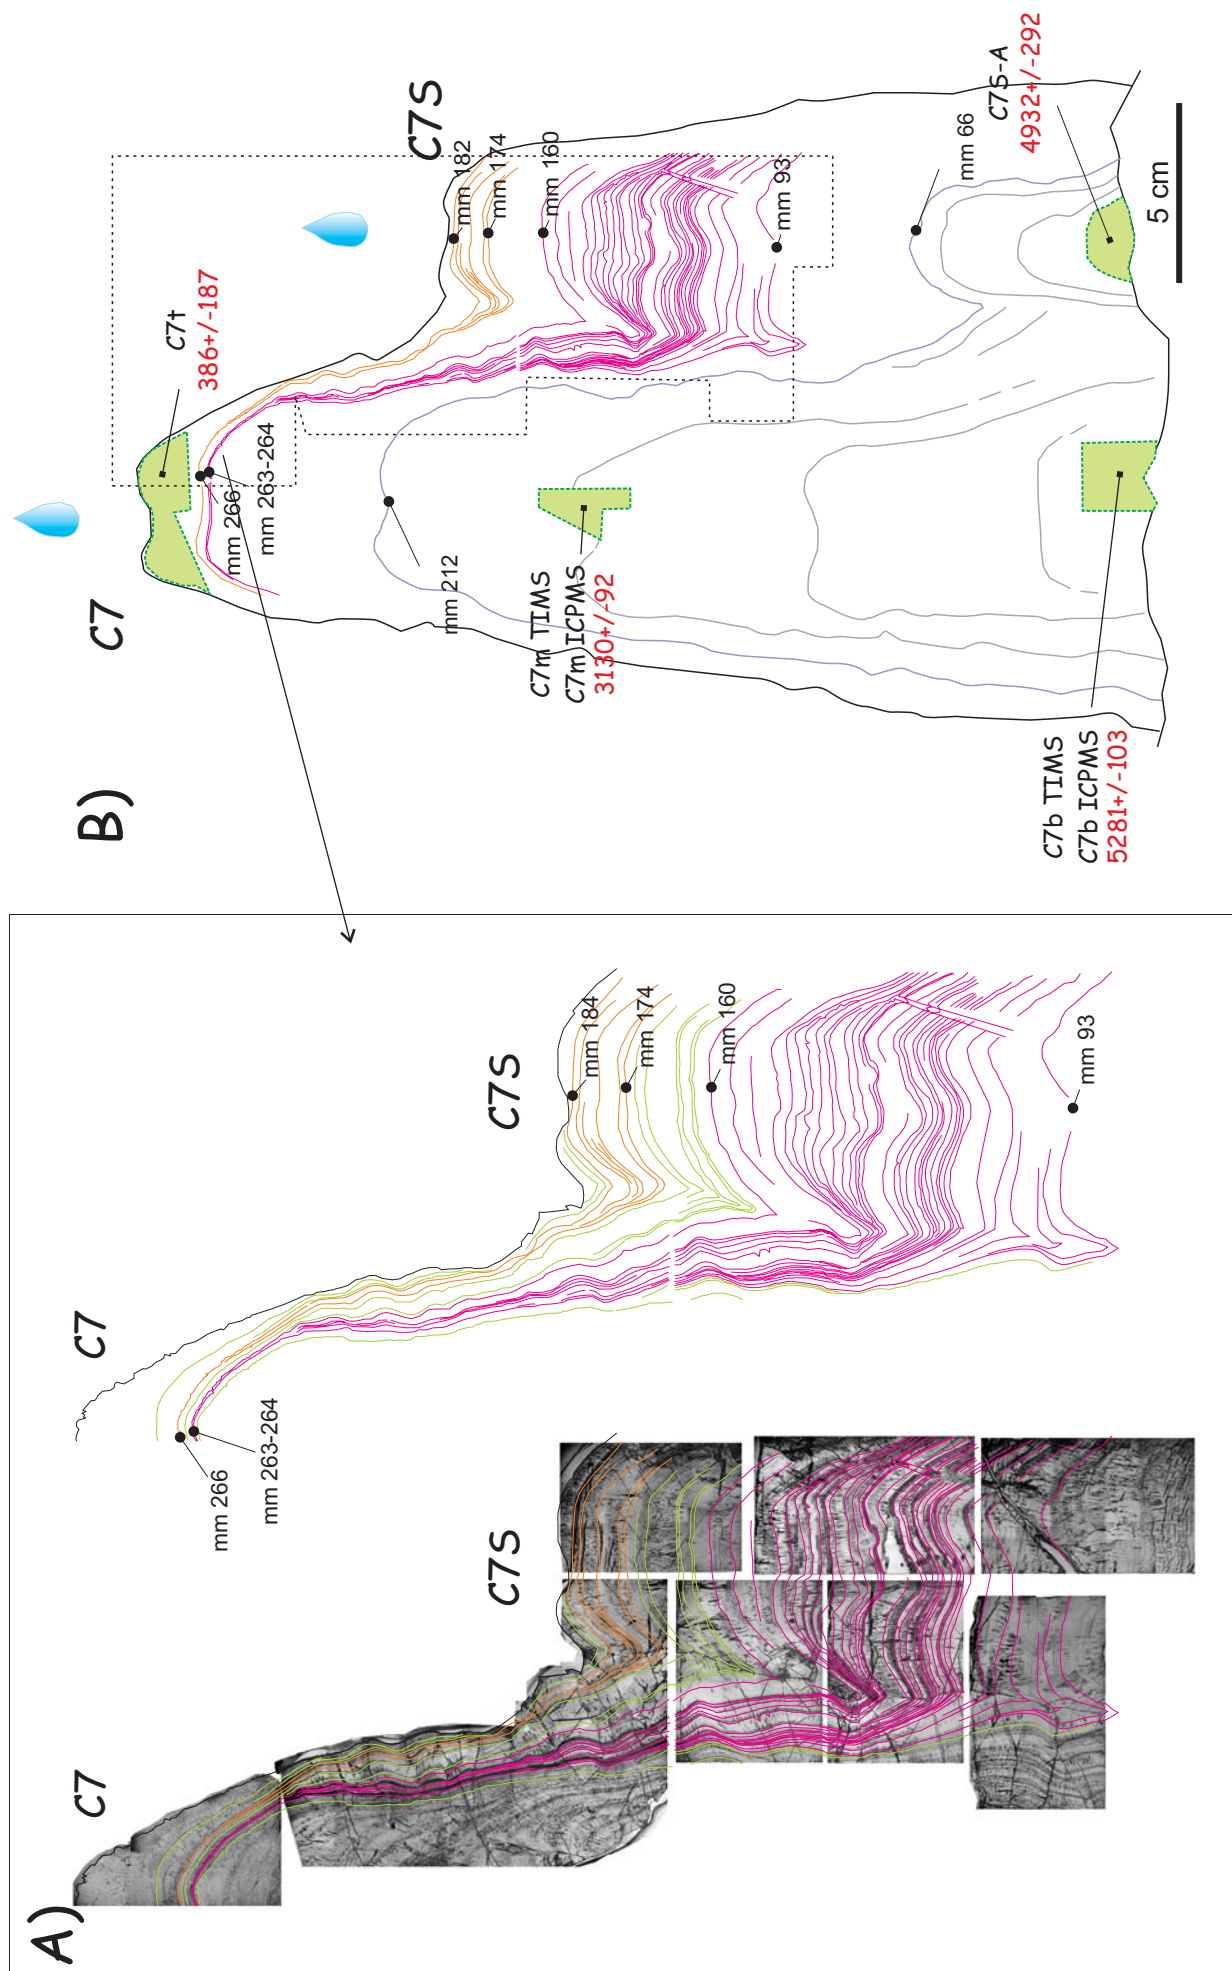 A)
C7
C7S
mm 266
mm 263-264
C7
C7S
mm 184
mm 174
mm 160
mm 93
B)
C7
C7t
386+/-187
C7S
mm 182
mm 174
mm 160
mm 93
mm 66
mm 266
mm 263-264
mm 212
C7m TIMS
C7m ICPMS
3130+/-92
C7b TIMS
C7b ICPMS
5281+/-103
C7S-A
4932+/-292
5 cm